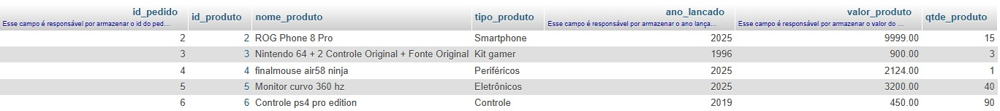 id_pedido id_produto nome_produto tipo_produto ano_lancado valor_produto qtde_produto
Esse campo é responsável por armazenar o id do ped... Esse campo é responsável por armazenar o ano lança... Esse campo é responsável por armazenar o valor do ...
2 2 ROG Phone 8 Pro Smartphone 2025 9999.00 15
3 3 Nintendo 64 + 2 Controle Original + Fonte Original Kit gamer 1996 900.00 3
4 4 finalmouse air58 ninja Periféricos 2025 2124.00 1
5 5 Monitor curvo 360 hz Eletrônicos 2025 3200.00 40
6 6 Controle ps4 pro edition Controle 2019 450.00 90